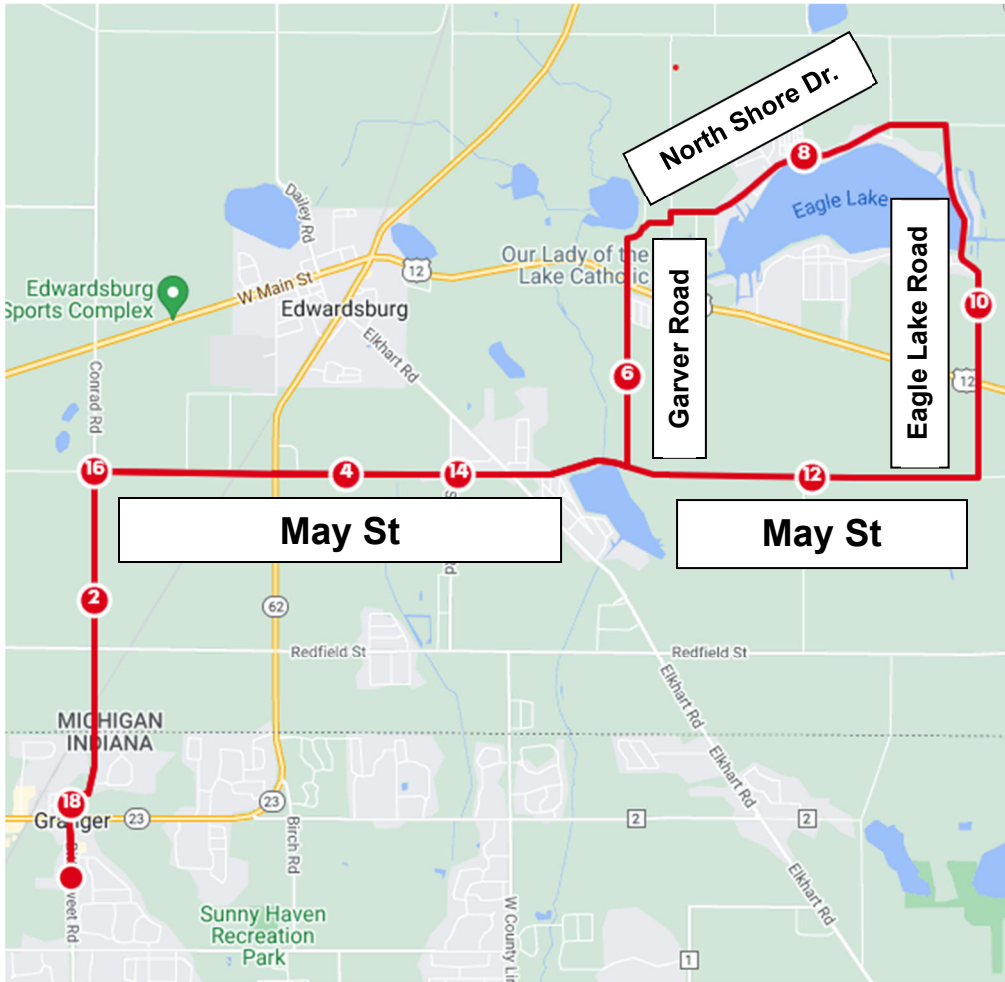 North Shore Dr.
8
Dailey Rd
Eagle Lake
Our Lady of the
Lake Catholic
12
W Main St
Edwardsburg
Sports Complex
Edwardsburg
Garver Road
Eagle Lake Road
10
Elkhart Rd
Conrad Rd
6
12
16
4
14
12
May St
May St
2
62
Redfield St
Redfield St
Elkhart Rd
MICHIGAN
INDIANA
Elkhart Rd
18
Granger
23
23
2
2
Birch Rd
Elkhart Rd
veet Rd
Sunny Haven
Recreation
Park
W County Li
1